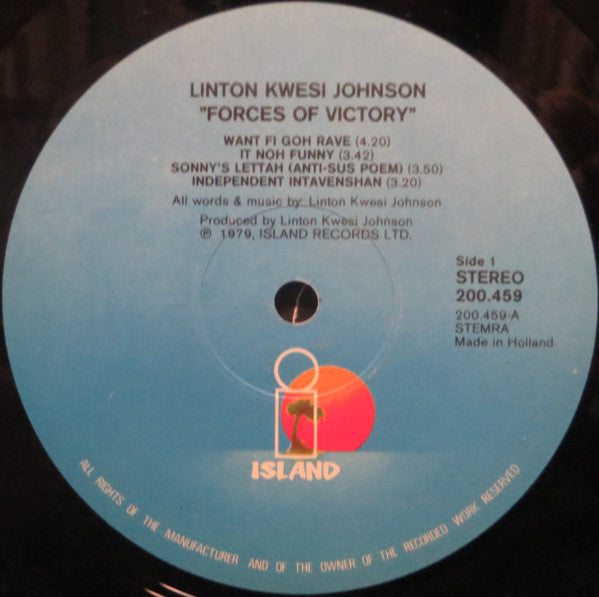 LINTON KWESI JOHNSON
"FORCES OF VICTORY"
WANT FI GOH RAVE (4.20)
IT NOH FUNNY (3.42)
SONNY'S LETTAH (ANTI-SUS POEM) (3.50)
INDEPENDENT INTAVENSHAN (3.20)
All words & music by: Linton Kwesi Johnson
Produced by Linton Kwesi Johnson
℗ 1979, ISLAND RECORDS LTD.
Side 1
STEREO
200.459
200.459-A
STEMRA
Made in Holland
ISLAND
ALL RIGHTS OF THE MANUFACTURER AND OF THE OWNER OF THE RECORDED WORK RESERVED